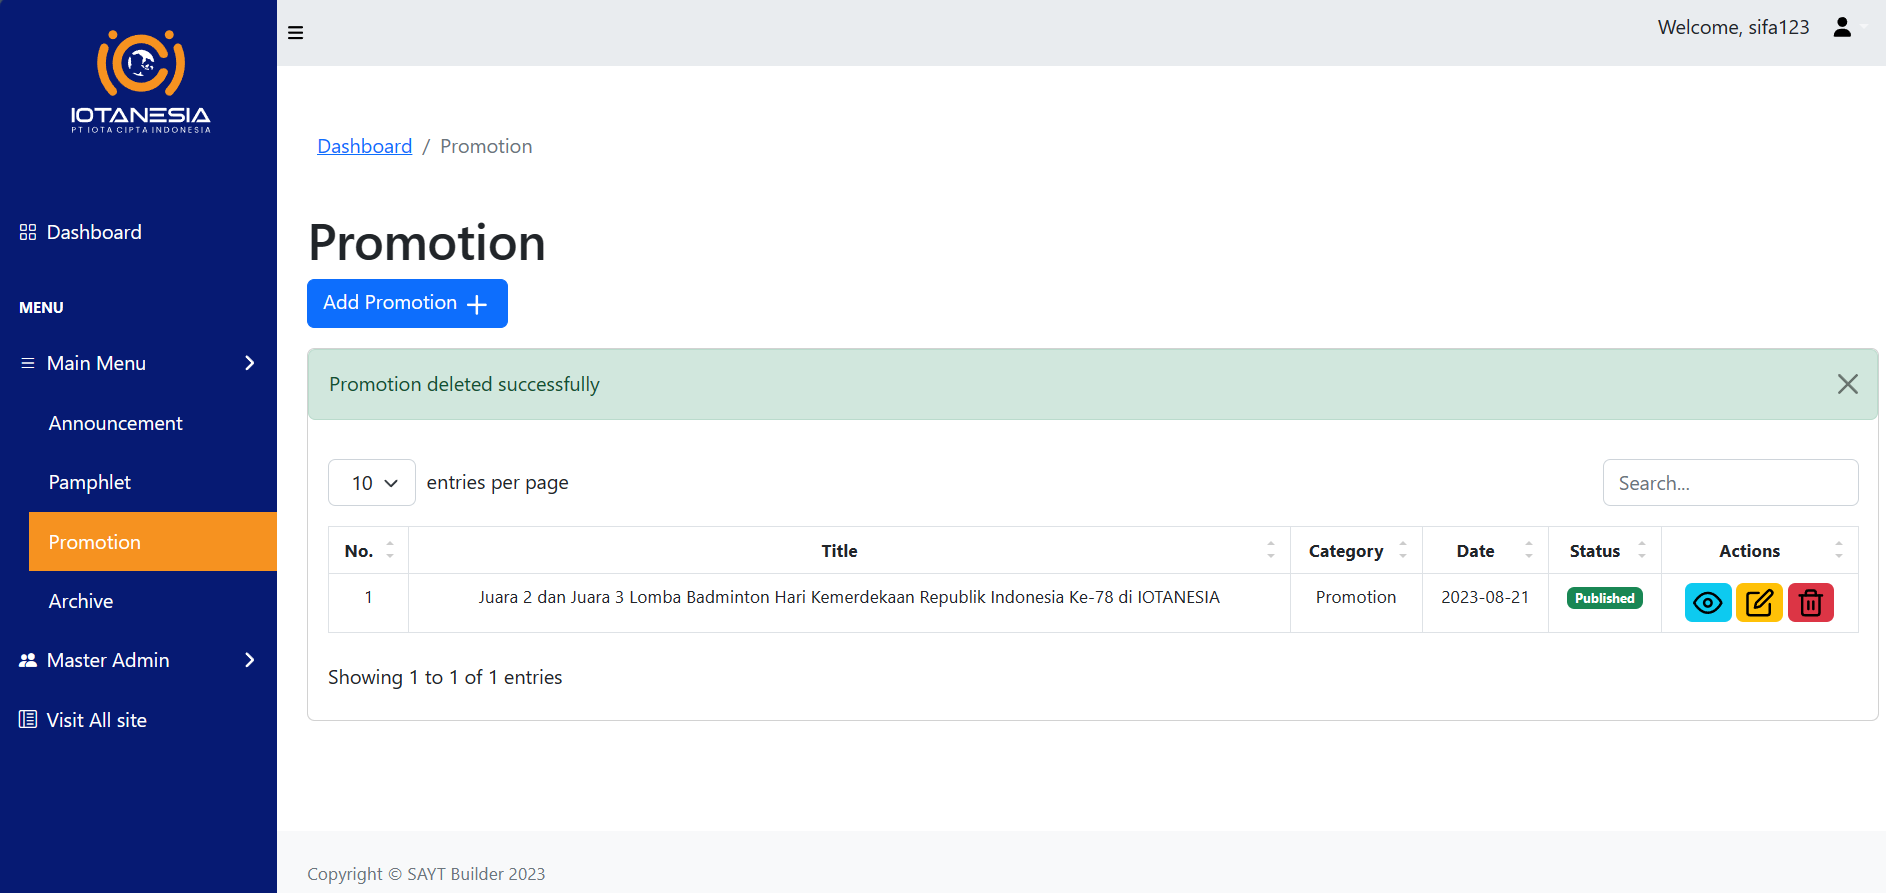 IOTANESIA
PT IOTA CIPTA INDONESIA
Welcome, sifa123
Dashboard / Promotion
Dashboard
MENU
Main Menu
Announcement
Pamphlet
Promotion
Archive
Master Admin
Visit All site
Promotion
Add Promotion
Promotion deleted successfully
10 entries per page
Search...
No. Title Category Date Status Actions
1 Juara 2 dan Juara 3 Lomba Badminton Hari Kemerdekaan Republik Indonesia Ke-78 di IOTANESIA Promotion 2023-08-21 Published
Showing 1 to 1 of 1 entries
Copyright © SAYT Builder 2023